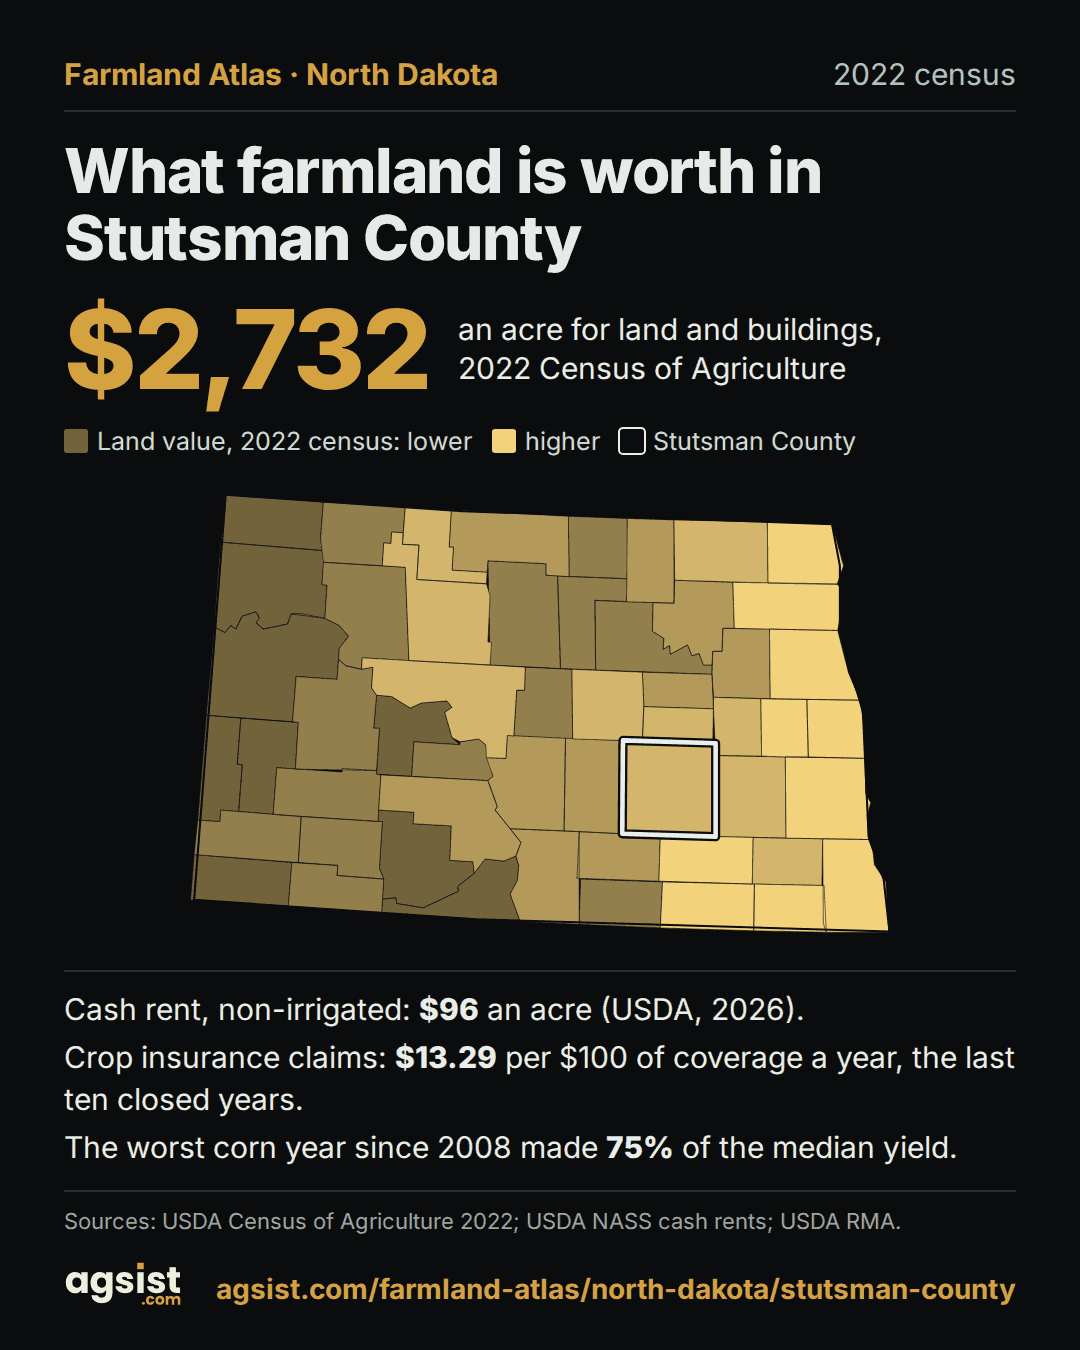 Farmland Atlas · North Dakota
2022 census
What farmland is worth in
Stutsman County
$2,732
an acre for land and buildings,
2022 Census of Agriculture
Land value, 2022 census: lower
higher
Stutsman County
Cash rent, non-irrigated: $96 an acre (USDA, 2026).
Crop insurance claims: $13.29 per $100 of coverage a year, the last
ten closed years.
The worst corn year since 2008 made 75% of the median yield.
Sources: USDA Census of Agriculture 2022; USDA NASS cash rents; USDA RMA.
agsist
.com
agsist.com/farmland-atlas/north-dakota/stutsman-county